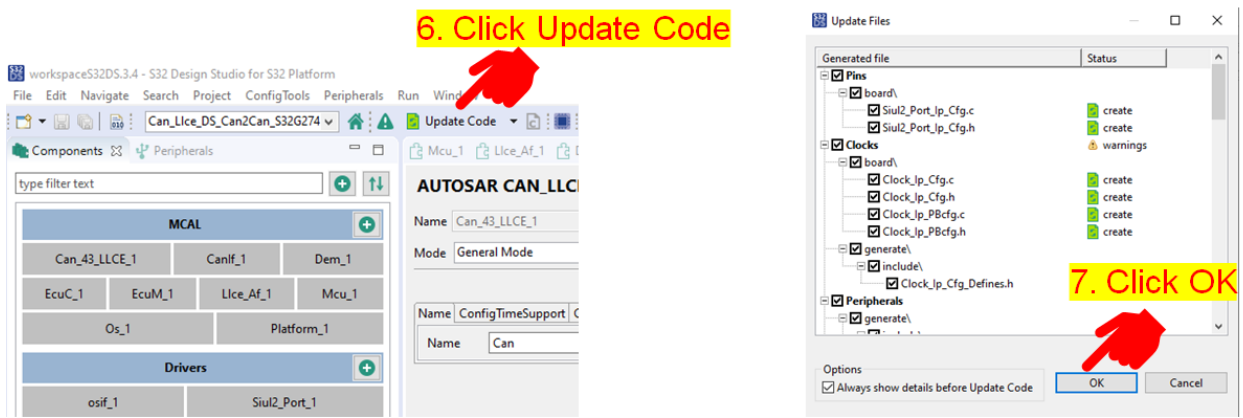 6. Click Update Code
workspaceS32DS.3.4 - S32 Design Studio for S32 Platform
File Edit Navigate Search Project ConfigTools Peripherals Run Window
Can_Llce_DS_Can2Can_S32G274
Update Code
Components
Peripherals
Mcu_1
Llce_Af_1
type filter text
AUTOSAR CAN_LLCE
MCAL
Name Can_43_LLCE_1
Can_43_LLCE_1 CanIf_1 Dem_1
Mode General Mode
EcuC_1 EcuM_1 Llce_Af_1 Mcu_1
Os_1 Platform_1
Name ConfigTimeSupport
Name Can
Drivers
osif_1 Siul2_Port_1
Update Files
Generated file Status
Pins
board\
Siul2_Port_Ip_Cfg.c create
Siul2_Port_Ip_Cfg.h create
Clocks warnings
board\
Clock_Ip_Cfg.c create
Clock_Ip_Cfg.h create
Clock_Ip_PBcfg.c create
Clock_Ip_PBcfg.h create
generate\
include\
Clock_Ip_Cfg_Defines.h
7. Click OK
Peripherals
generate\
Options
Always show details before Update Code
OK Cancel